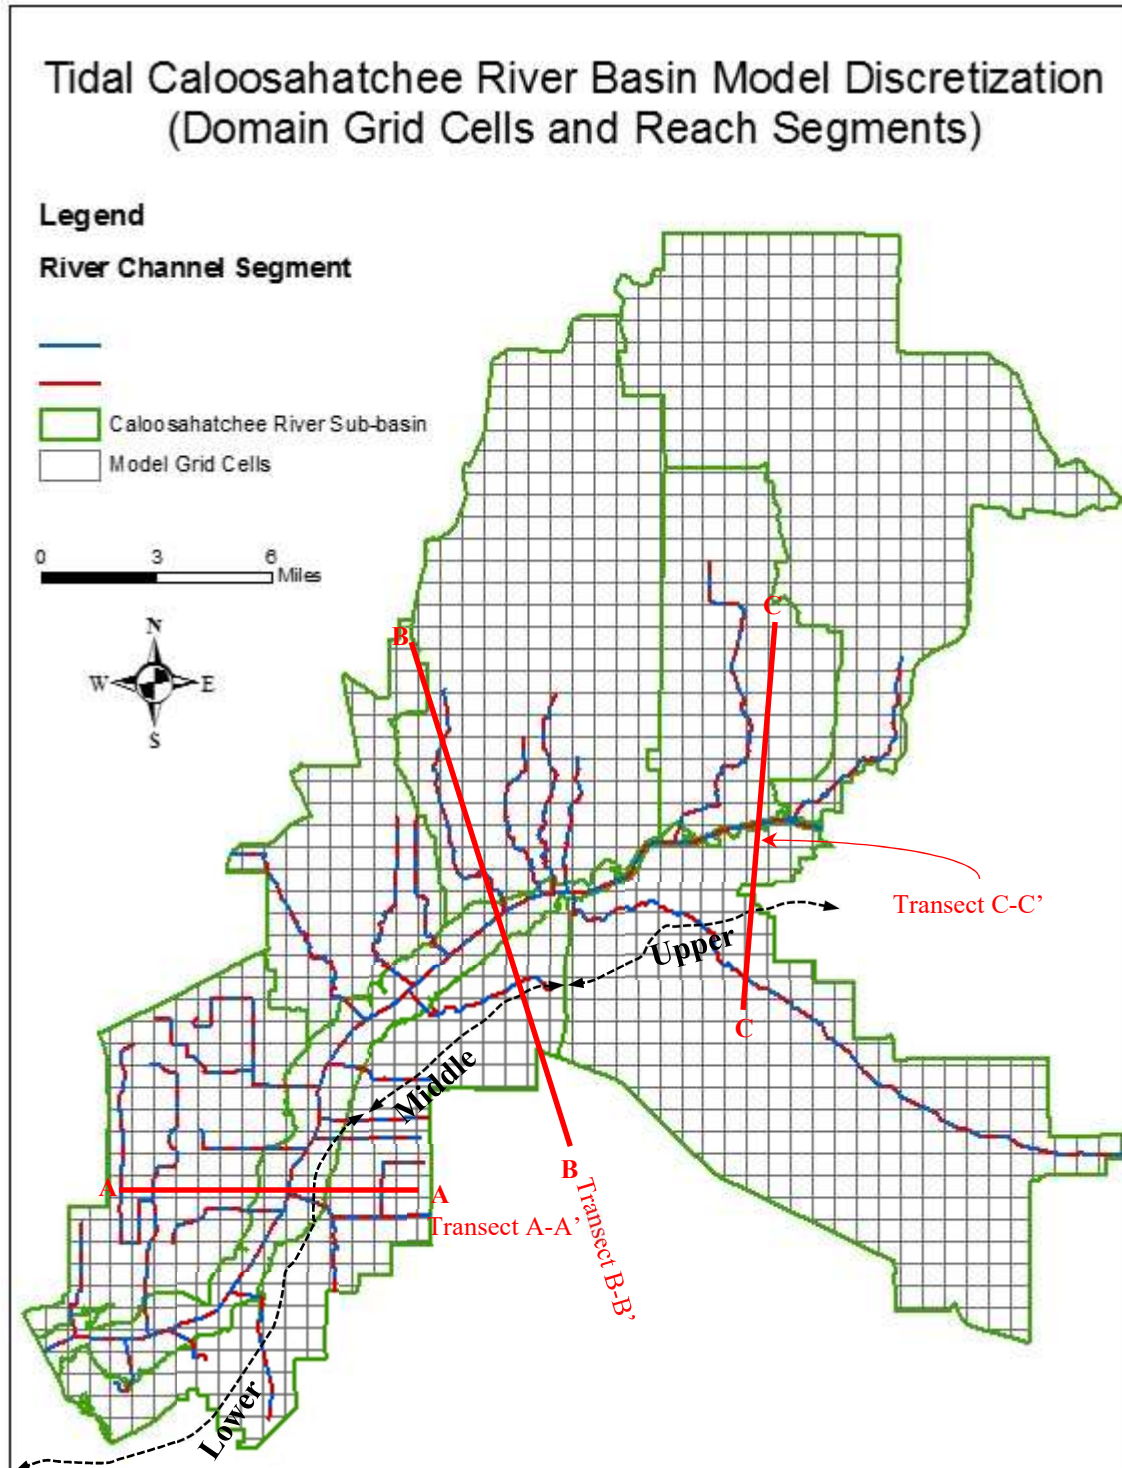 Tidal Caloosahatchee River Basin Model Discretization
(Domain Grid Cells and Reach Segments)
Legend
River Channel Segment
Caloosahatchee River Sub-basin
Model Grid Cells
0 3 6
Miles
N
W E
S
B
C
Transect C-C’
Upper
C
Middle
B
A
A
Transect A-A’
Transect B-B’
Lower